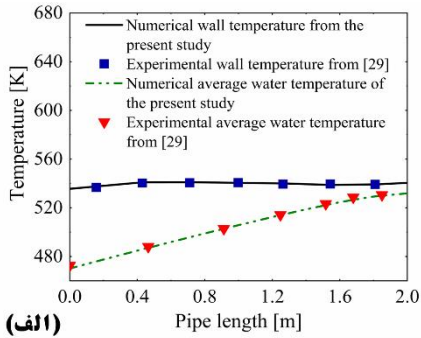 680
Numerical wall temperature from the
present study
640
Experimental wall temperature from [29]
Numerical average water temperature of
the present study
600
Experimental average water temperature
from [29]
560
520
480
Temperature [K]
0.0 0.4 0.8 1.2 1.6 2.0
(الف) Pipe length [m]